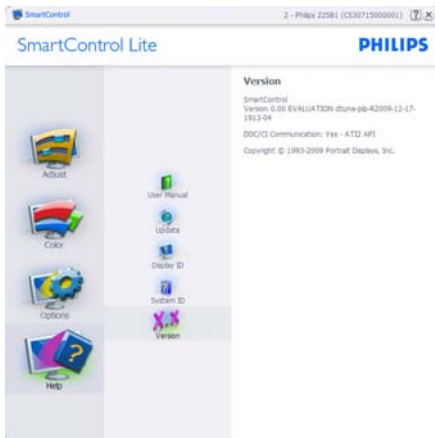 SmartControl
2 - Philips 225B1 (CS30715000001)
SmartControl Lite
PHILIPS
Adjust
Color
Options
Help
User Manual
Update
Display ID
System ID
X.X
Version
Version
SmartControl
Version 0.00 EVALUATION dtune-plp-R2009-12-17-
1913-04
DDC/CI Communication: Yes - ATI2 API
Copyright © 1993-2009 Portrait Displays, Inc.